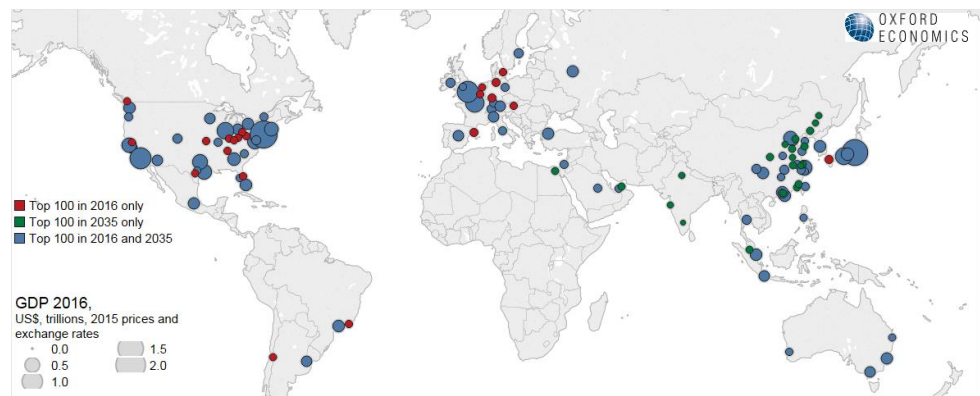 OXFORD
ECONOMICS
Top 100 in 2016 only
Top 100 in 2035 only
Top 100 in 2016 and 2035
GDP 2016,
US$, trillions, 2015 prices and
exchange rates
0.0
1.5
0.5
2.0
1.0